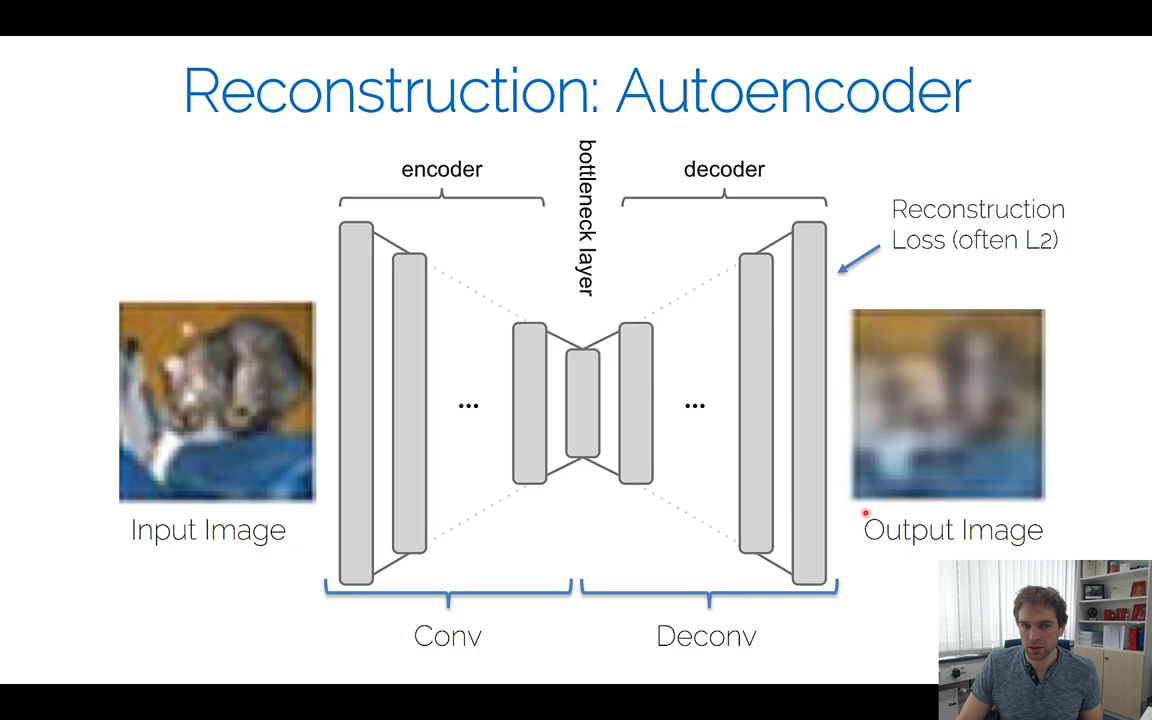 Reconstruction: Autoencoder
encoder
bottleneck layer
decoder
Reconstruction
Loss (often L2)
...
...
Input Image
Output Image
Conv
Deconv